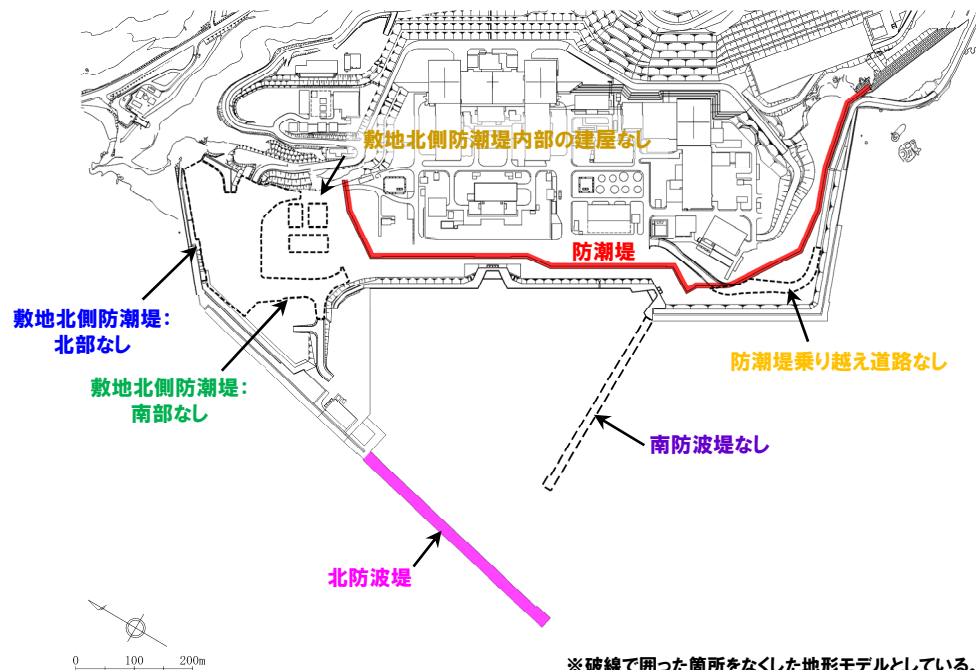 敷地北側防潮堤内部の建屋なし
防潮堤
敷地北側防潮堤：
北部なし
防潮堤乗り越え道路なし
敷地北側防潮堤：
南部なし
南防波堤なし
北防波堤
0 100 200m
※破線で囲った箇所をなくした地形モデルとしている。